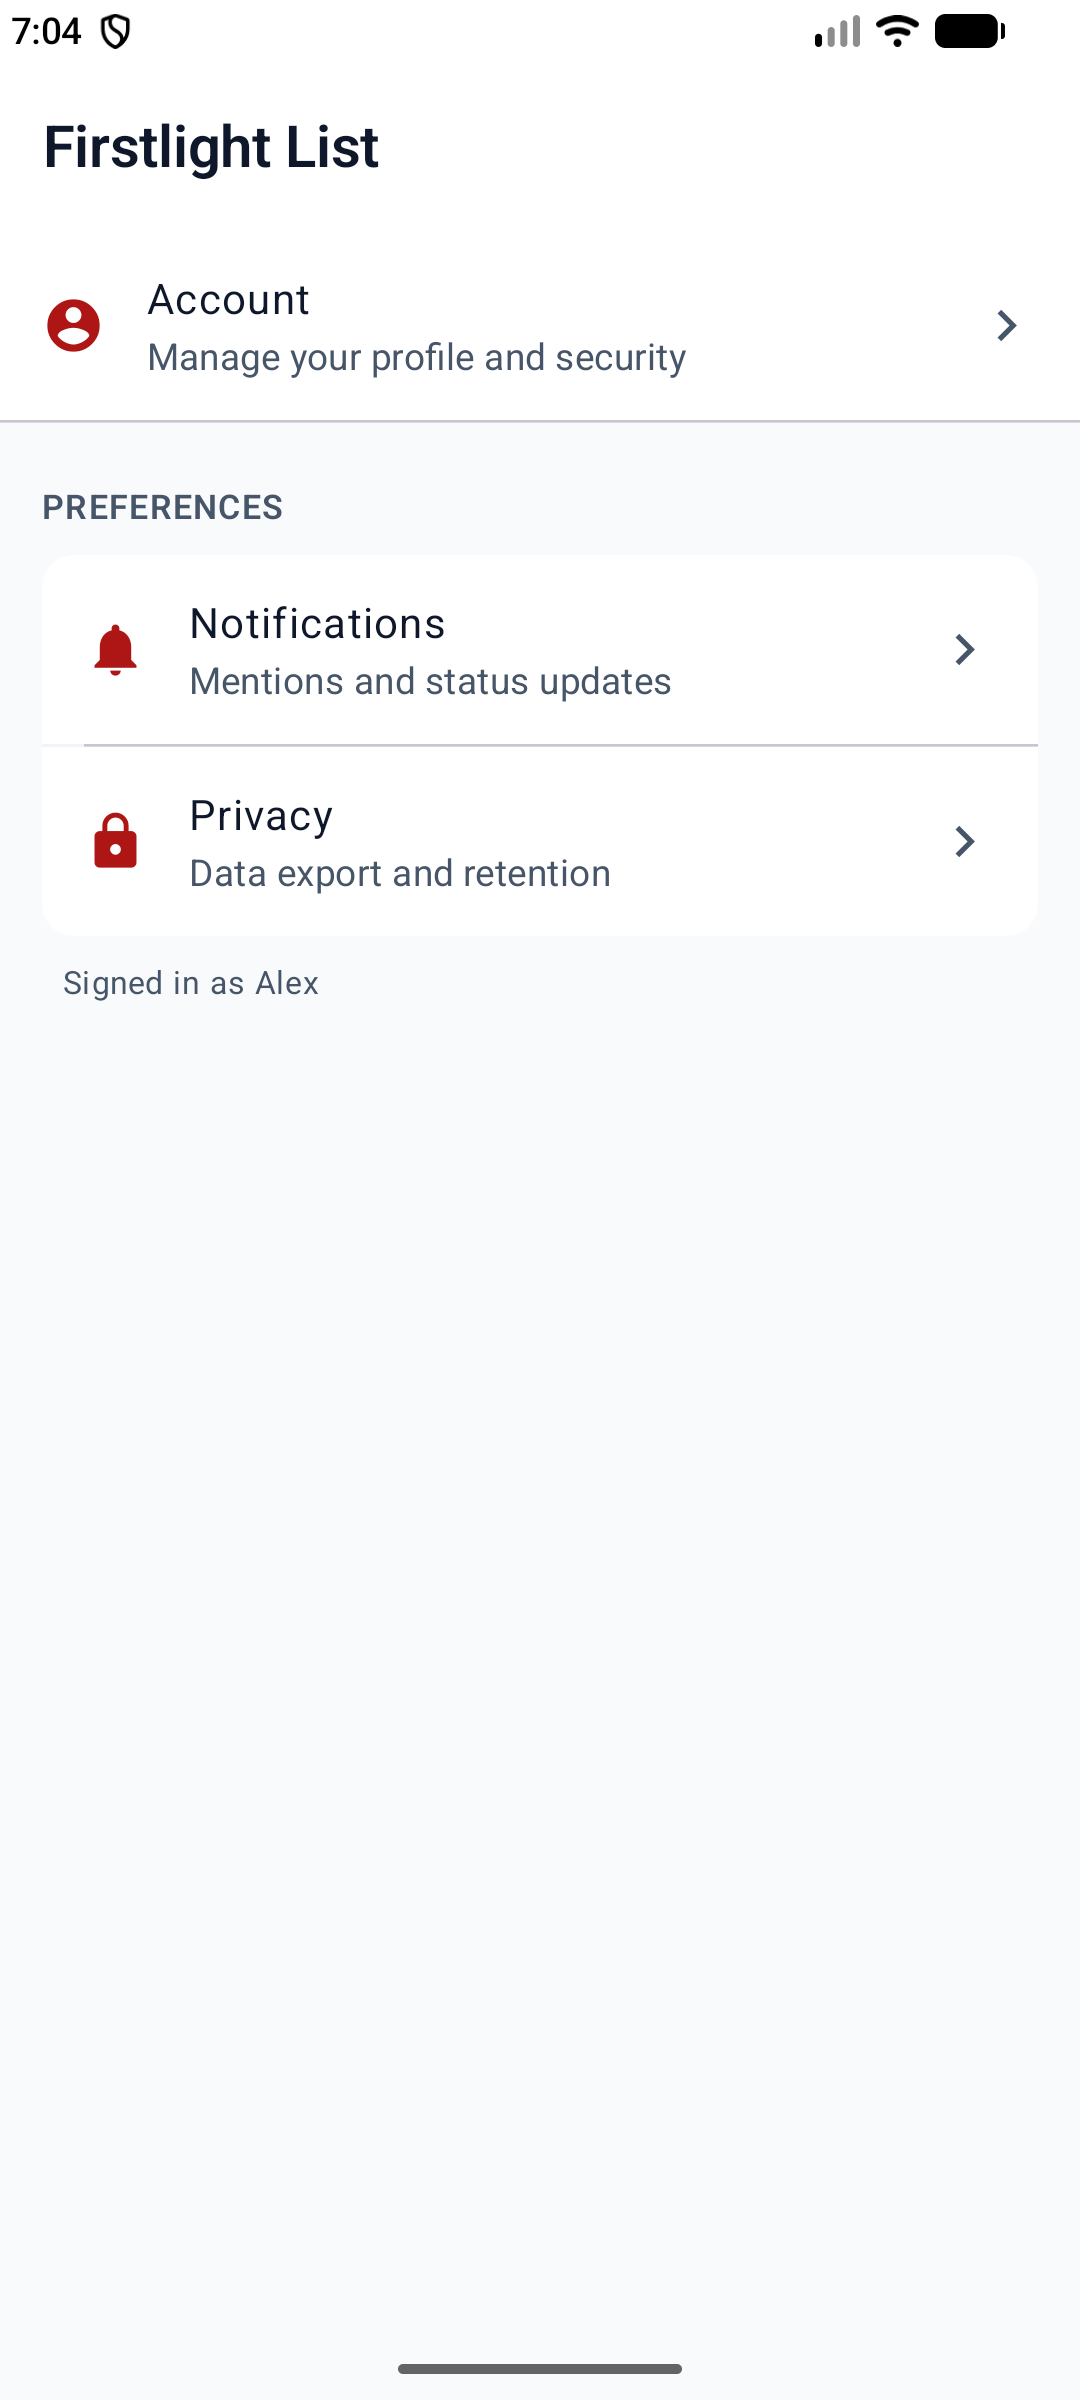 7:04
Firstlight List
Account
Manage your profile and security
PREFERENCES
Notifications
Mentions and status updates
Privacy
Data export and retention
Signed in as Alex